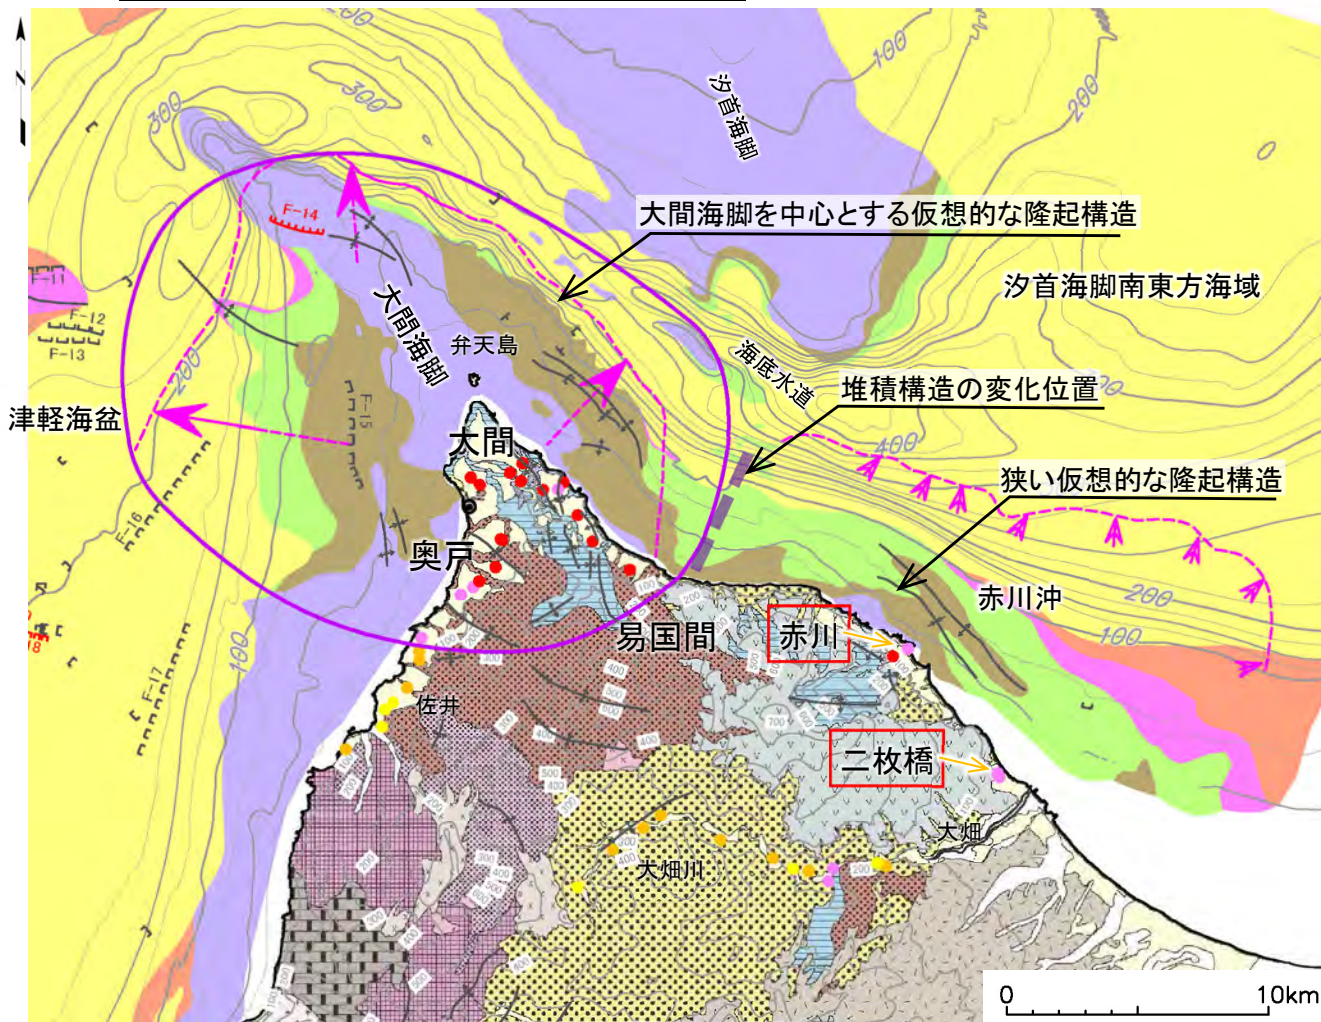 N
300
200
300
100
200
0
汐首海脚
大間海脚を中心とする仮想的な隆起構造
F-14
F-11
F-12
F-13
汐首海脚南東方海域
大間海脚
弁天島
海底水道
200
堆積構造の変化位置
津軽海盆
F-15
大間
400
狭い仮想的な隆起構造
F-16
奥戸
赤川沖
200
100
易国間
赤川
100
F-17
佐井
二枚橋
大畑
大畑川
0
10km